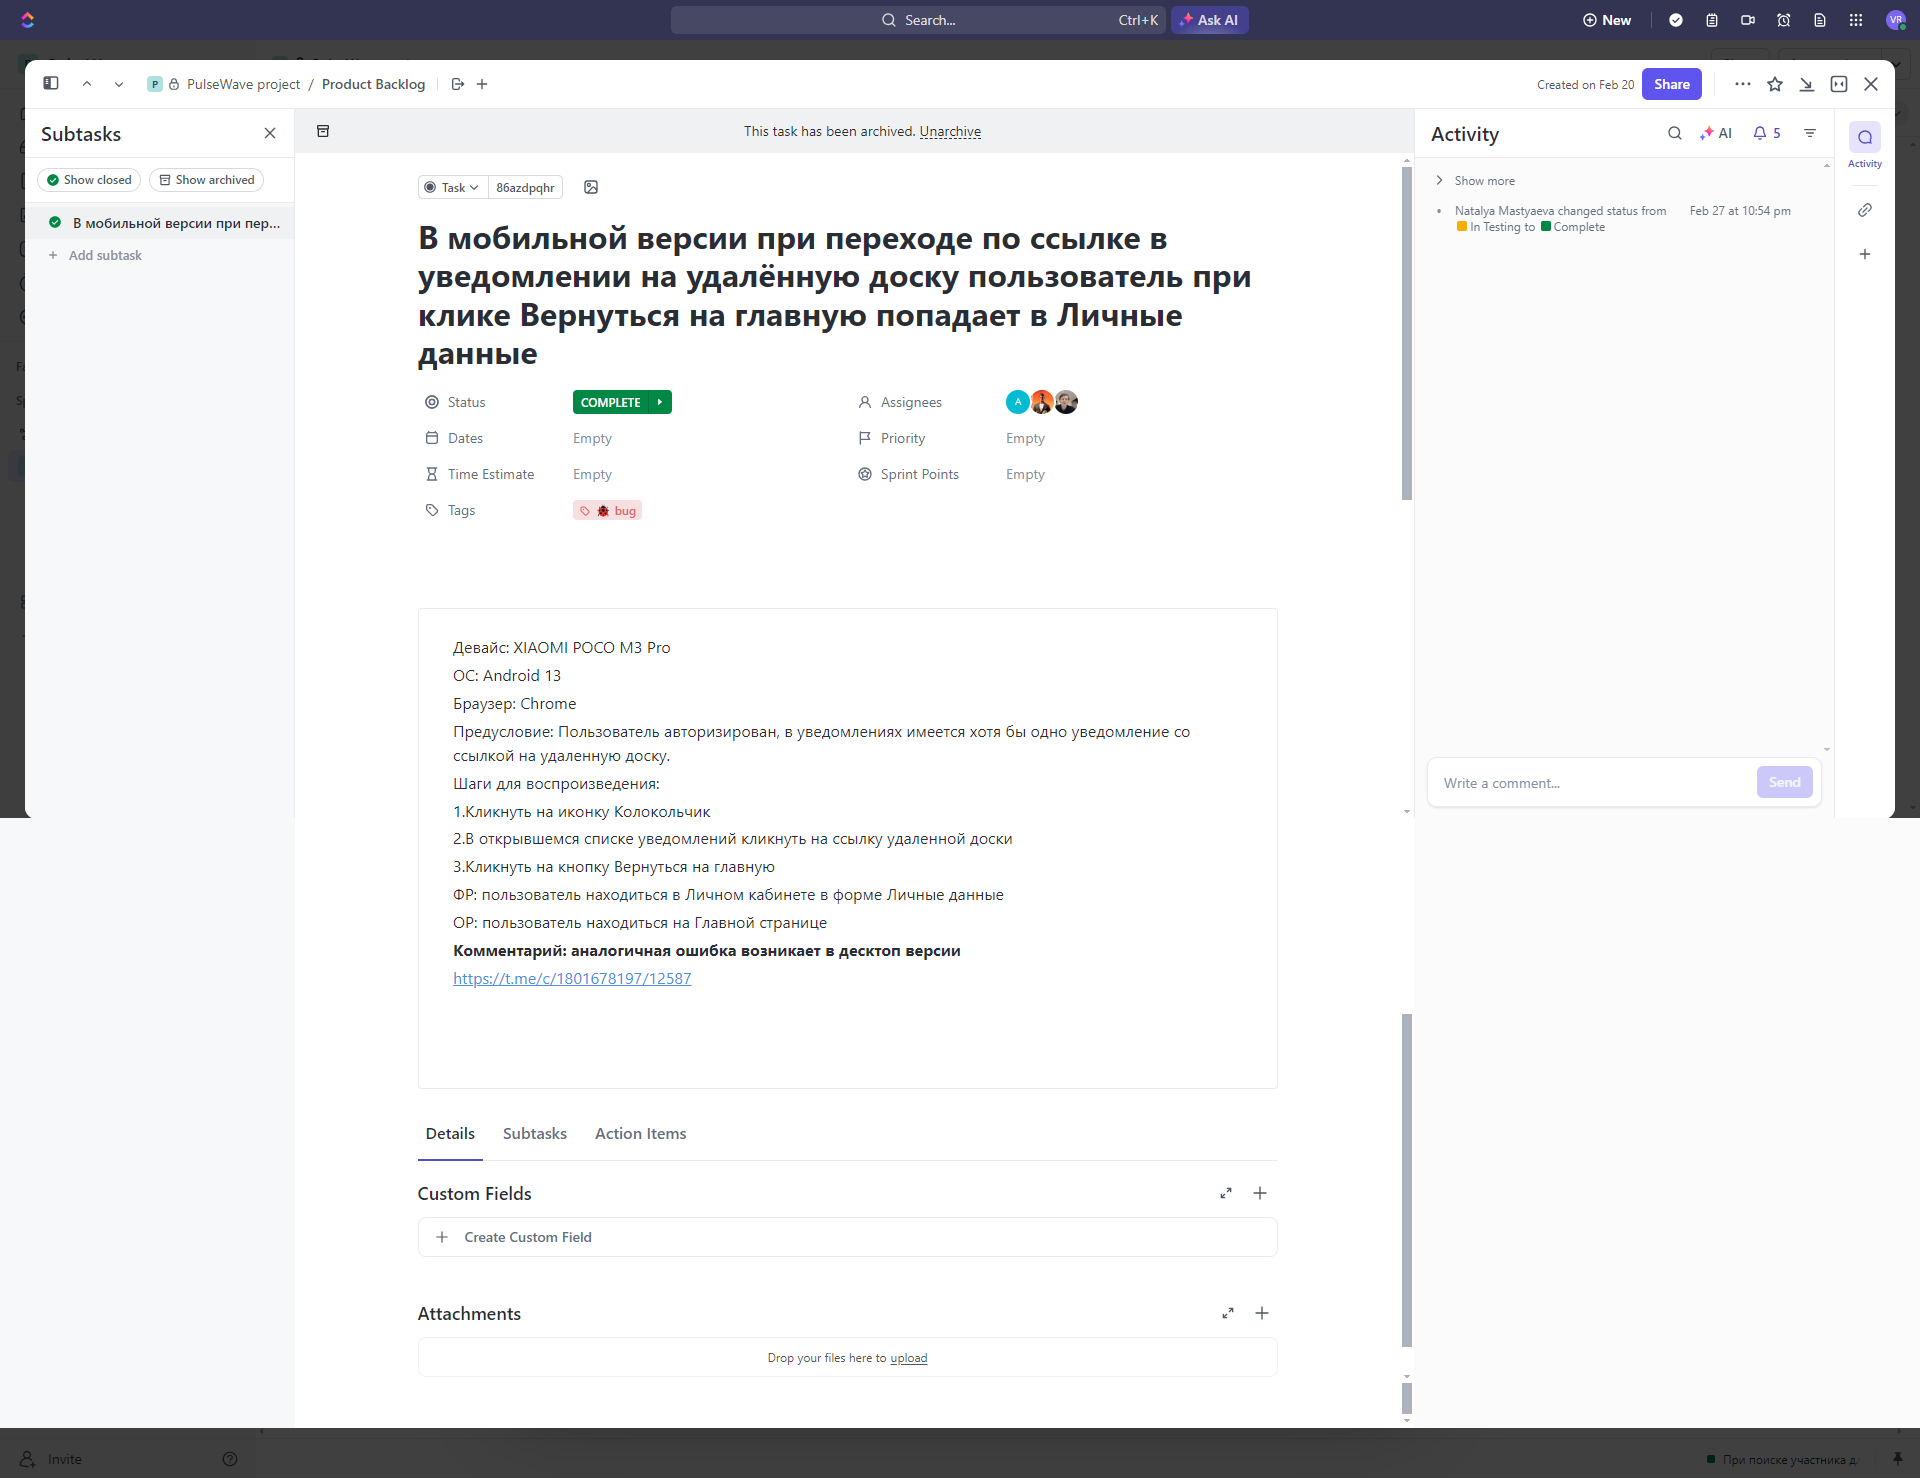 Search...
Ctrl+K
Ask AI
New
VR
P
PulseWave project / Product Backlog
Created on Feb 20
Share
Subtasks
Show closed
Show archived
В мобильной версии при пер...
Add subtask
This task has been archived. Unarchive
Task
86azdpqhr
В мобильной версии при переходе по ссылке в
уведомлении на удалённую доску пользователь при
клике Вернуться на главную попадает в Личные
данные
Status
COMPLETE
Assignees
A
Dates
Empty
Priority
Empty
Time Estimate
Empty
Sprint Points
Empty
Tags
bug
Девайс: XIAOMI POCO M3 Pro
ОС: Android 13
Браузер: Chrome
Предусловие: Пользователь авторизирован, в уведомлениях имеется хотя бы одно уведомление со
ссылкой на удаленную доску.
Шаги для воспроизведения:
1.Кликнуть на иконку Колокольчик
2.В открывшемся списке уведомлений кликнуть на ссылку удаленной доски
3.Кликнуть на кнопку Вернуться на главную
ФР: пользователь находиться в Личном кабинете в форме Личные данные
ОР: пользователь находиться на Главной странице
Комментарий: аналогичная ошибка возникает в десктоп версии
https://t.me/c/1801678197/12587
Details
Subtasks
Action Items
Custom Fields
Create Custom Field
Attachments
Drop your files here to upload
Activity
AI
5
Show more
Natalya Mastyaeva changed status from
In Testing to Complete
Feb 27 at 10:54 pm
Write a comment...
Send
Activity
Invite
При поиске участника д